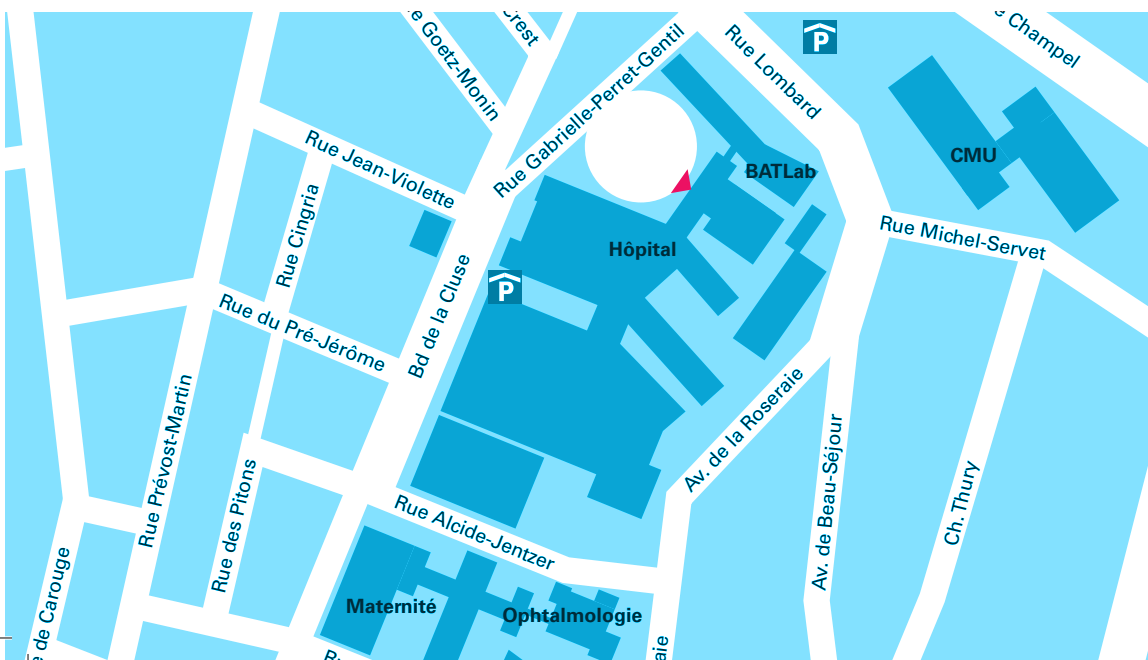 Crest
Goetz-Monin
Champel
P
Rue Lombard
Rue Gabrielle-Perret-Gentil
Rue Jean-Violette
CMU
BATLab
Rue Cingria
Rue Michel-Servet
Hôpital
P
Bd de la Cluse
Rue du Pré-Jérôme
Rue Prévost-Martin
Av. de la Roseraie
Av. de Beau-Séjour
Rue des Pitons
Ch. Thury
Rue Alcide-Jentzer
de Carouge
Maternité
Ophtalmologie
aie